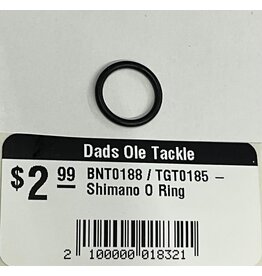 Dads Ole Tackle
$2 99
BNT0188 / TGT0185 –
Shimano O Ring
2 100000 018321